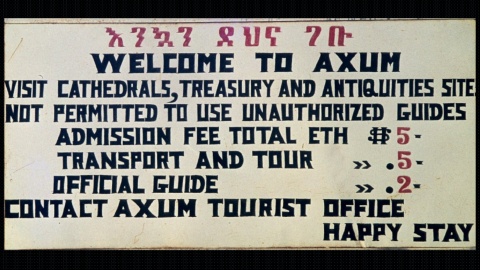 እንኳን ደህና ገቡ
WELCOME TO AXUM
VISIT CATHEDRALS, TREASURY AND ANTIQUITIES SITE
NOT PERMITTED TO USE UNAUTHORIZED GUIDES
ADMISSION FEE TOTAL ETH $5-
TRANSPORT AND TOUR » .5-
OFFICIAL GUIDE » .2-
CONTACT AXUM TOURIST OFFICE
HAPPY STAY